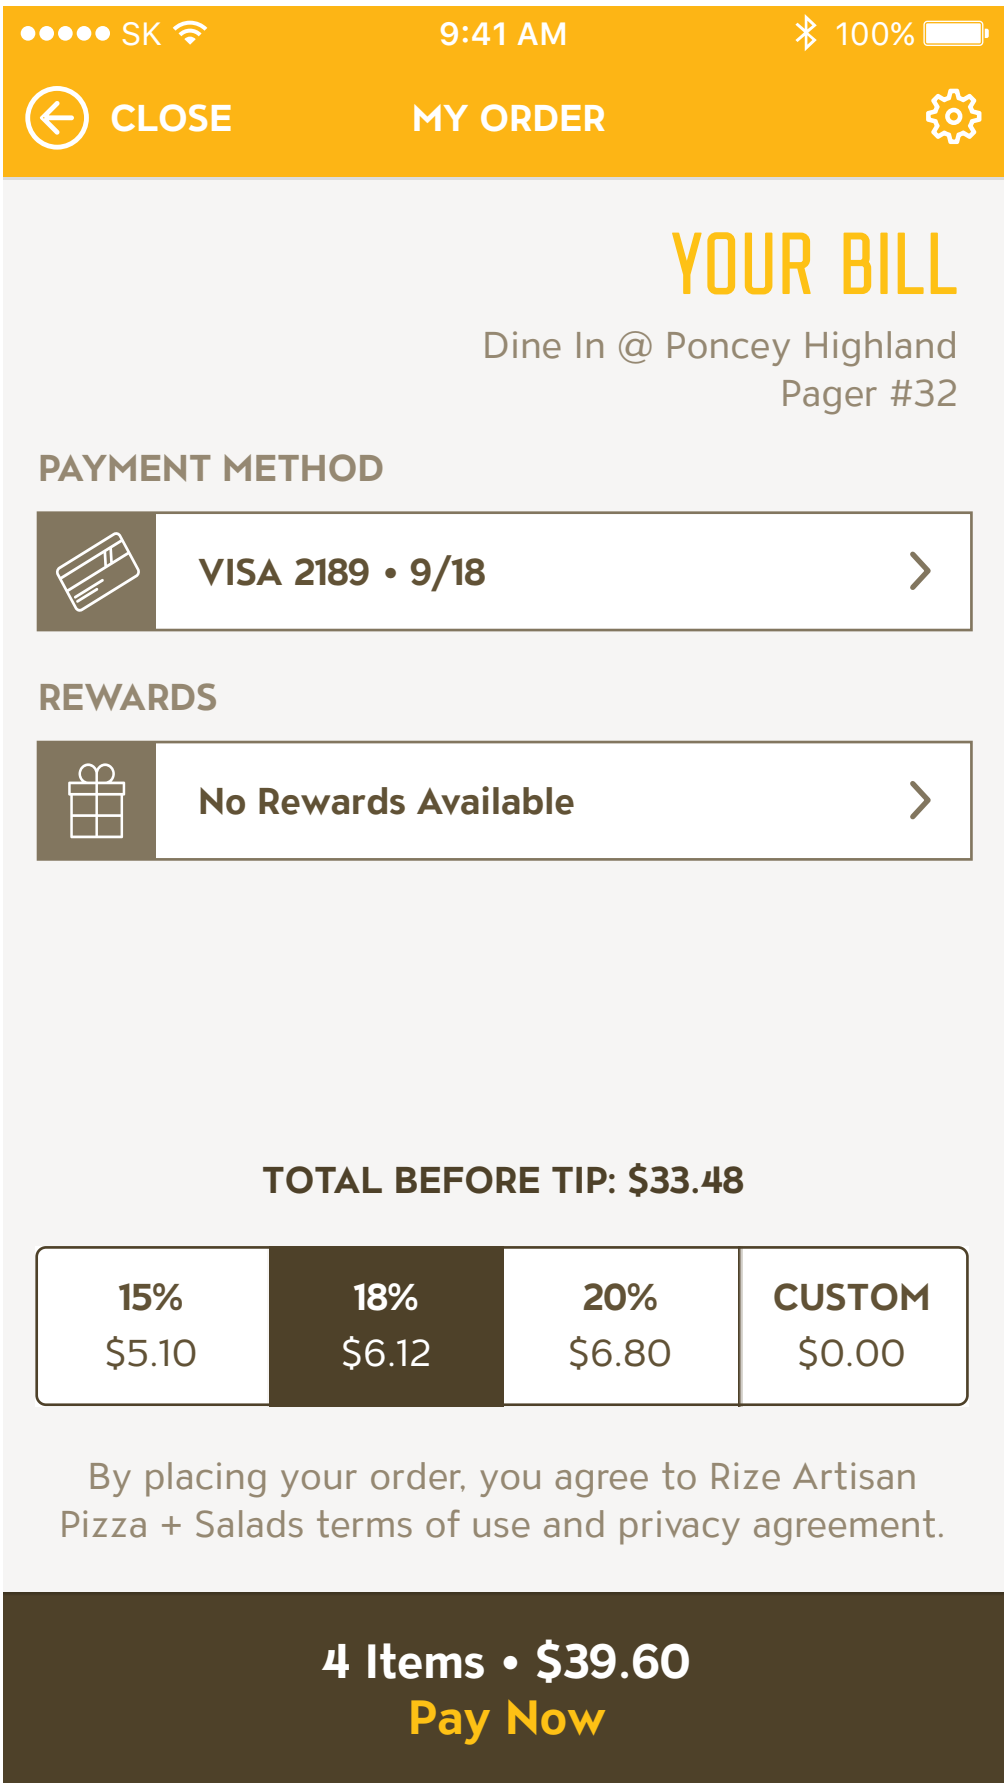 SK 9:41 AM 100%
CLOSE MY ORDER
YOUR BILL
Dine In @ Poncey Highland
Pager #32
PAYMENT METHOD
VISA 2189 • 9/18
REWARDS
No Rewards Available
TOTAL BEFORE TIP: $33.48
15% 18% 20% CUSTOM
$5.10 $6.12 $6.80 $0.00
By placing your order, you agree to Rize Artisan
Pizza + Salads terms of use and privacy agreement.
4 Items • $39.60
Pay Now